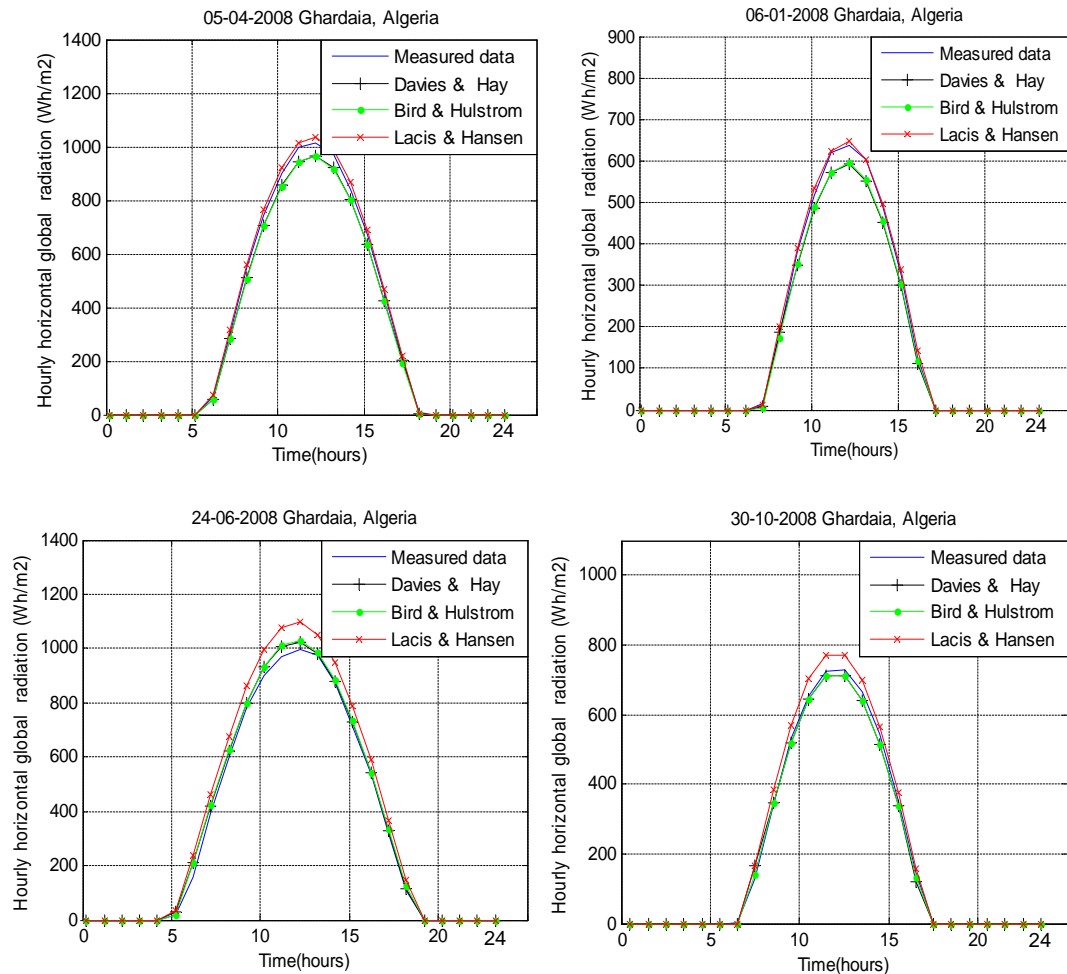 05-04-2008 Ghardaia, Algeria
Hourly horizontal global radiation (Wh/m2)
1400
1200
1000
800
600
400
200
0
Measured data
Davies & Hay
Bird & Hulstrom
Lacis & Hansen
0 5 10 15 20 24
Time(hours)
06-01-2008 Ghardaia, Algeria
Hourly horizontal global radiation (Wh/m2)
900
800
700
600
500
400
300
200
100
0
Measured data
Davies & Hay
Bird & Hulstrom
Lacis & Hansen
0 5 10 15 20 24
Time(hours)
24-06-2008 Ghardaia, Algeria
Hourly horizontal global radiation (Wh/m2)
1400
1200
1000
800
600
400
200
0
Measured data
Davies & Hay
Bird & Hulstrom
Lacis & Hansen
0 5 10 15 20 24
Time(hours)
30-10-2008 Ghardaia, Algeria
Hourly horizontal global radiation (Wh/m2)
1000
800
600
400
200
0
Measured data
Davies & Hay
Bird & Hulstrom
Lacis & Hansen
0 5 10 15 20 24
Time(hours)